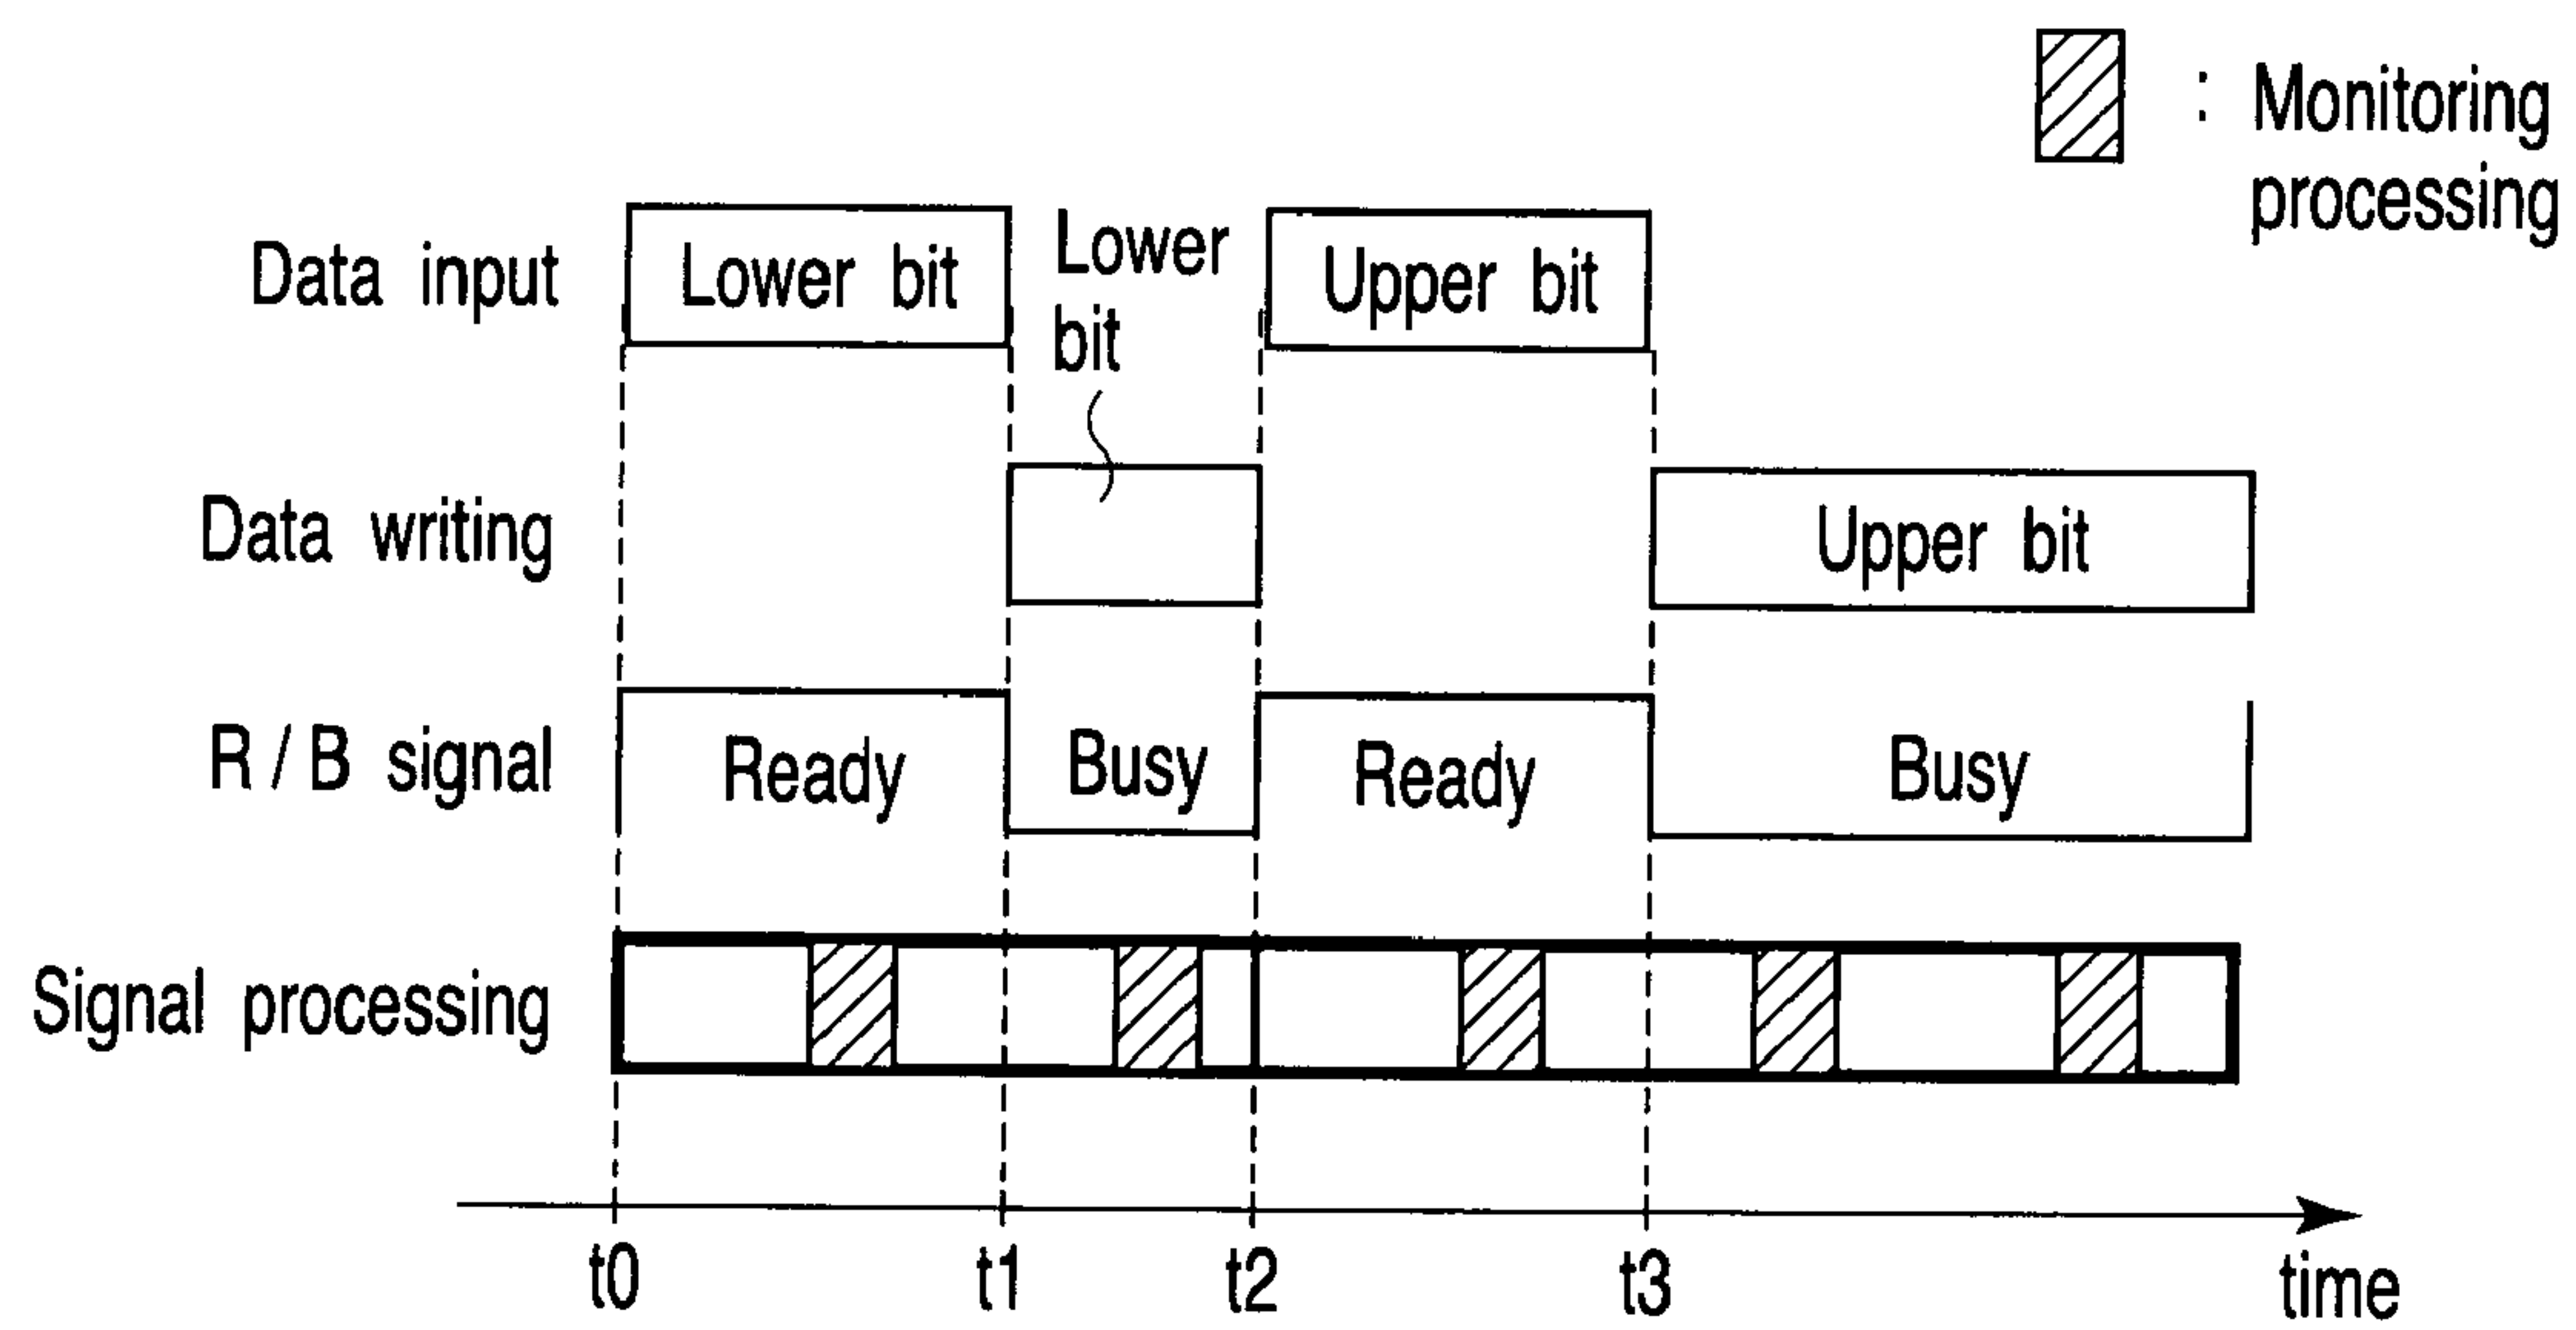 : Monitoring
processing
Data input
Lower bit
Lower
bit
Upper bit
Data writing
Upper bit
R / B signal
Ready
Busy
Ready
Busy
Signal processing
t0
t1
t2
t3
time